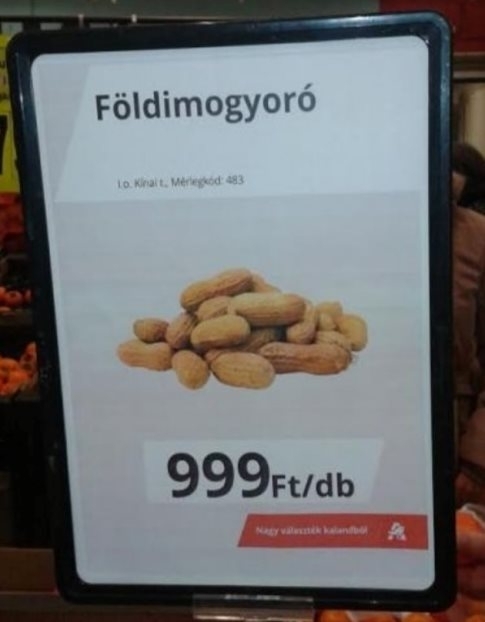 Földimogyoró
I.o. Kínai t., Mérlegkód: 483
999Ft/db
Nagy választék kalandból